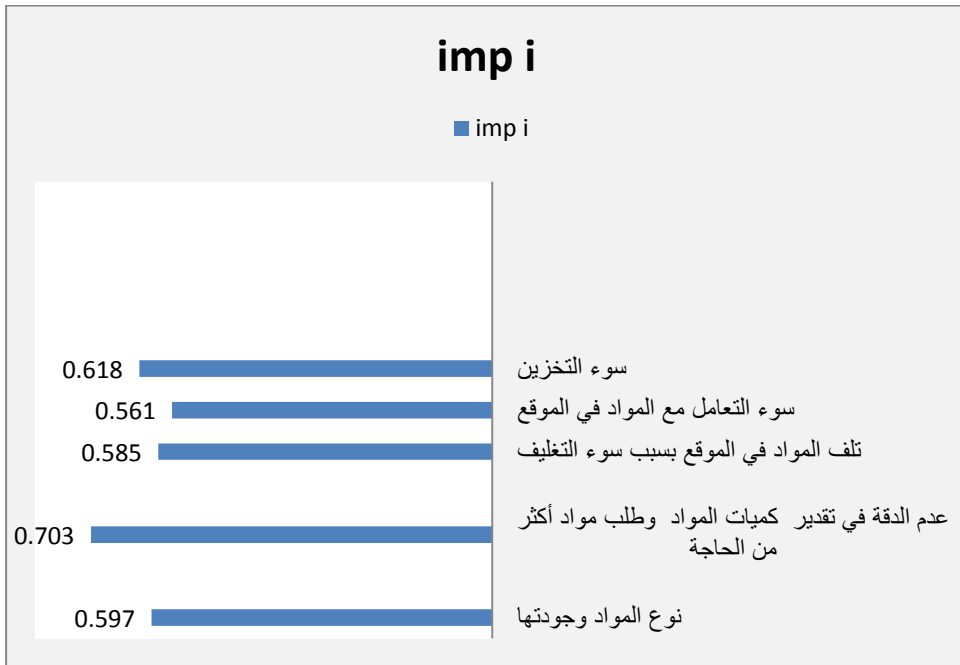 imp i
imp i
سوء التخزين
0.618
سوء التعامل مع المواد في الموقع
0.561
تلف المواد في الموقع بسبب سوء التغليف
0.585
عدم الدقة في تقدير كميات المواد وطلب مواد أكثر
من الحاجة
0.703
نوع المواد وجودتها
0.597